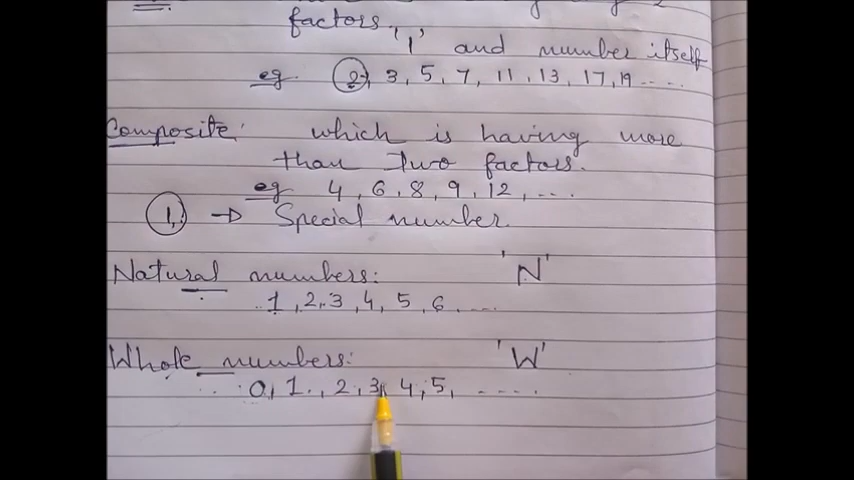 factors, '1' and number itself
eg. 2, 3, 5, 7, 11, 13, 17, 19 ....
Composite: which is having more
than Two factors.
eg 4, 6, 8, 9, 12, ....
1, → Special number.
Natural numbers: 'N'
1, 2, 3, 4, 5, 6, ....
Whole numbers: 'W'
0, 1, 2, 3, 4, 5, ....